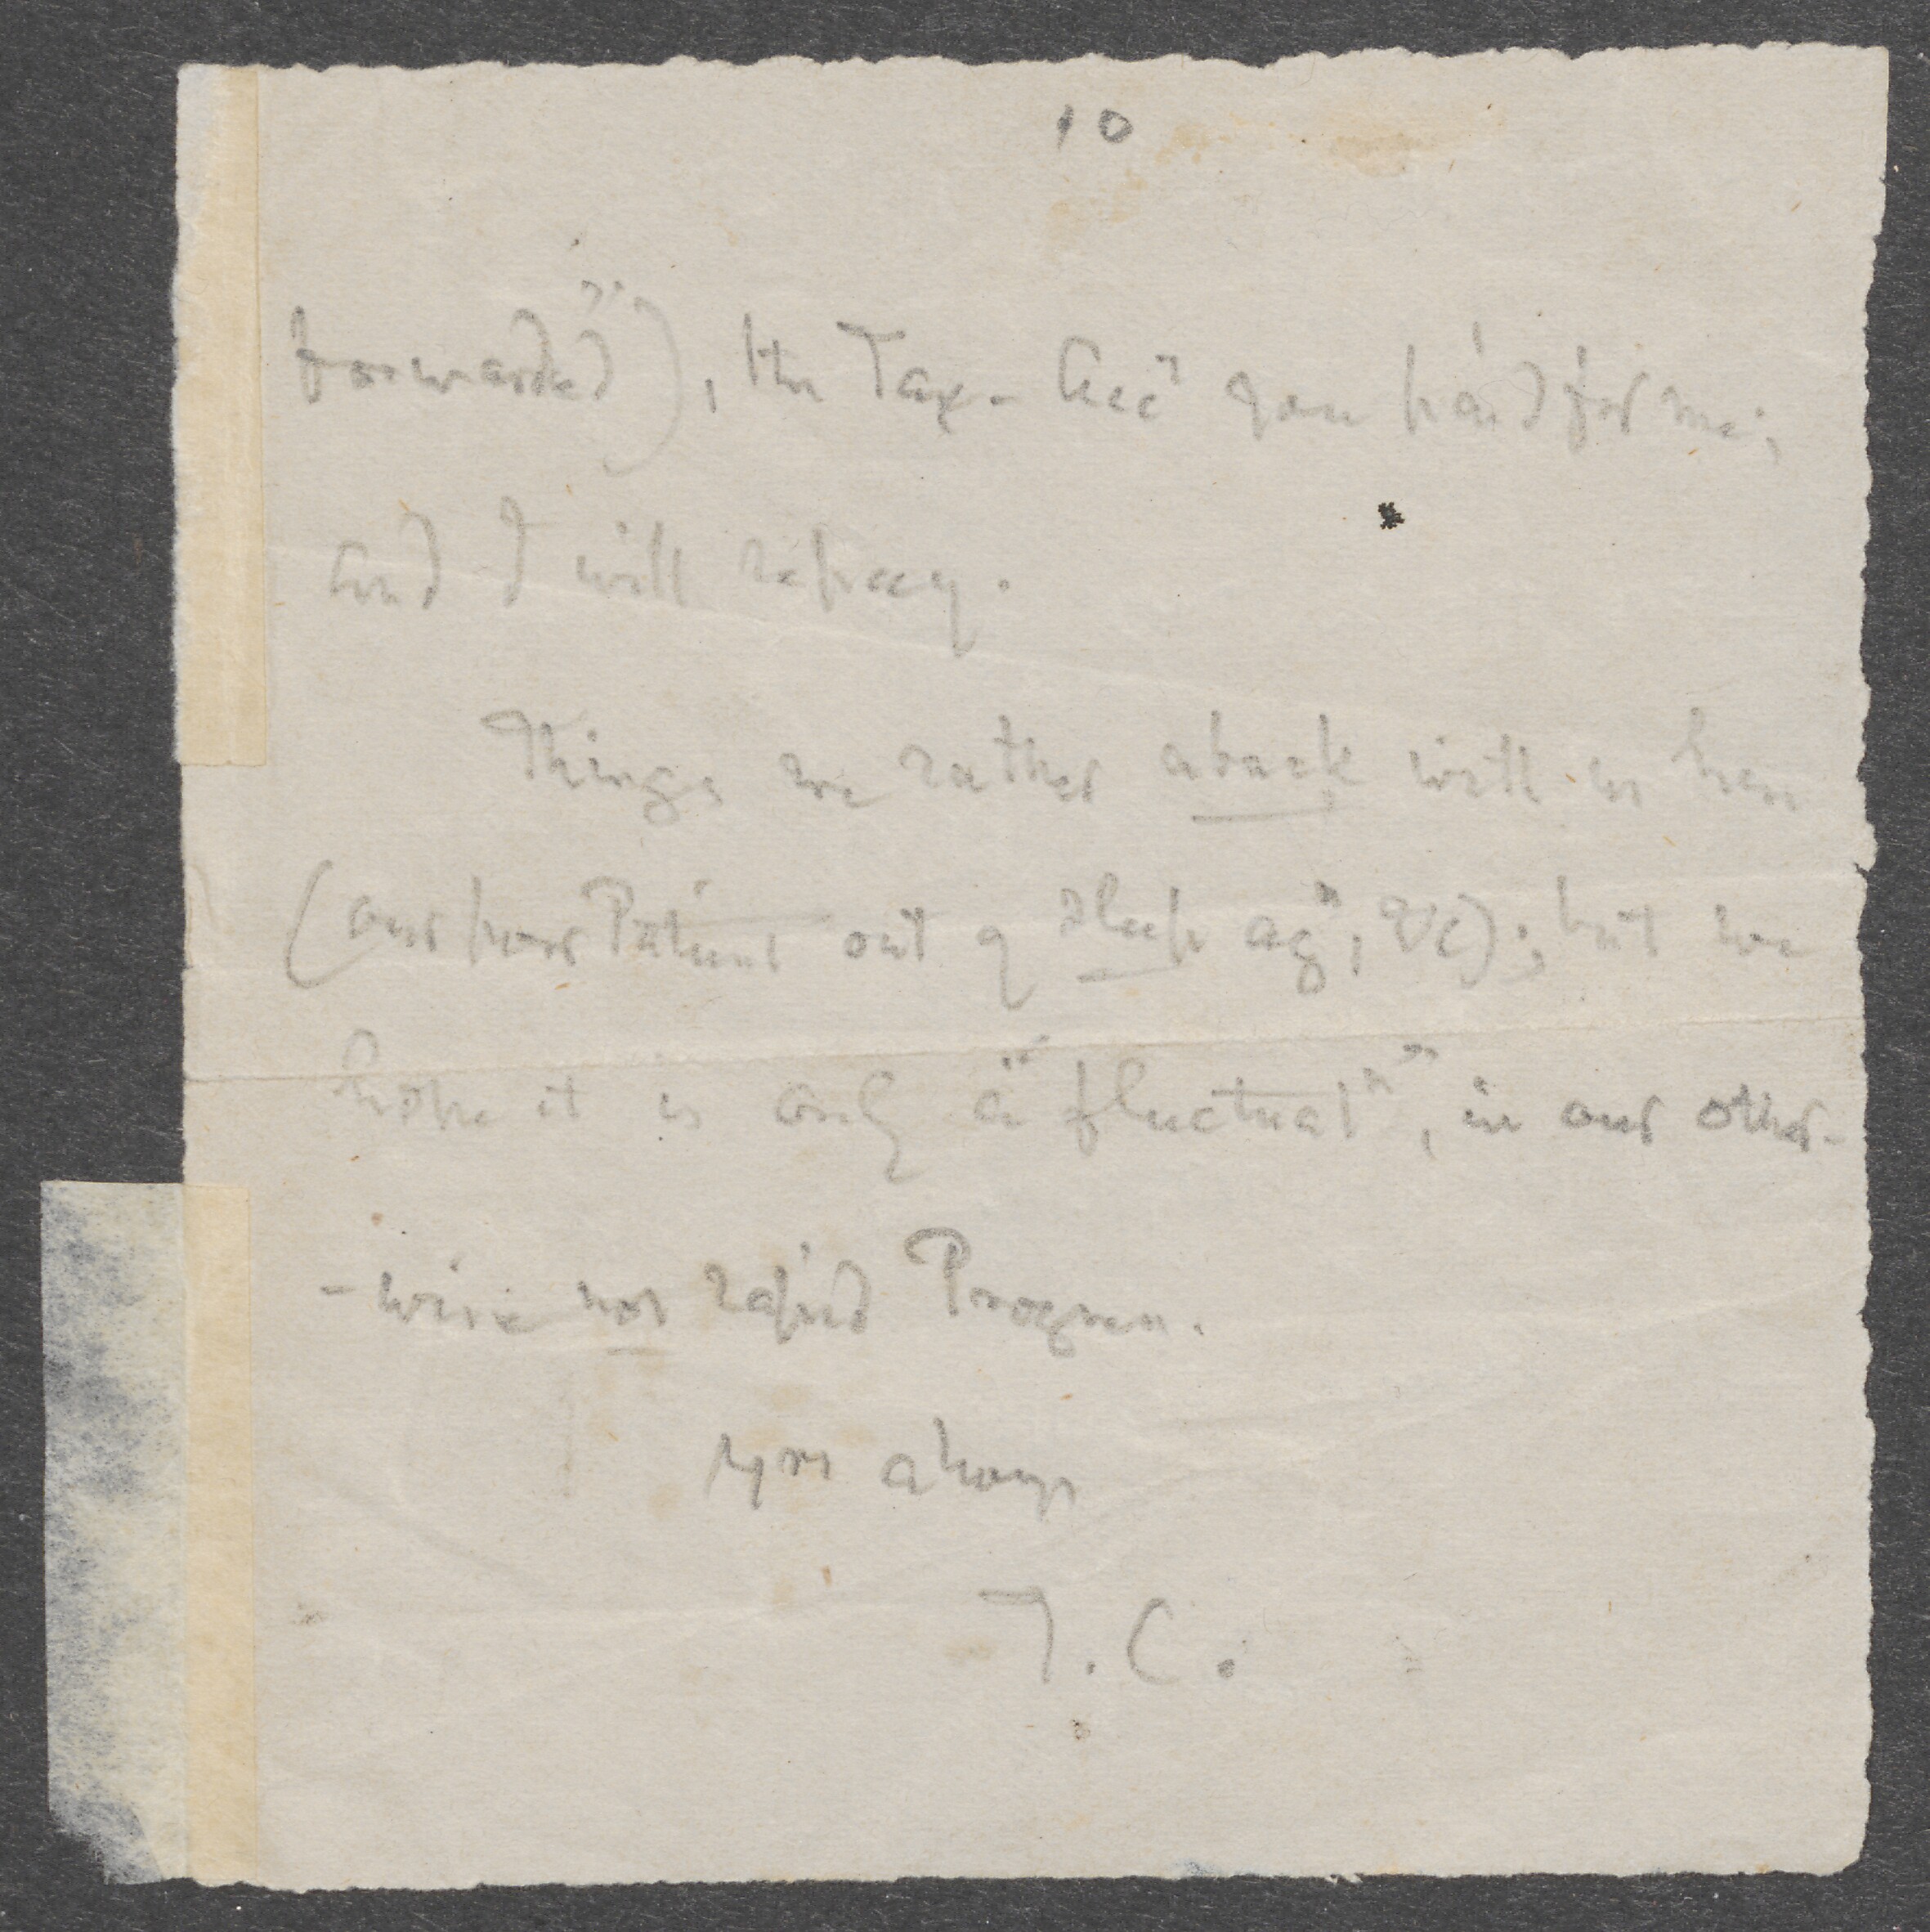 10
forwarded"), the Tax-Acct you paid for me;
and I will repay.
Things are rather aback with us here
(our poor Patient out of sleep agn, &c); but we
hope it is only a "fluctuatn", in our other-
-wise not rapid Progress.
Yrs always
T.C.